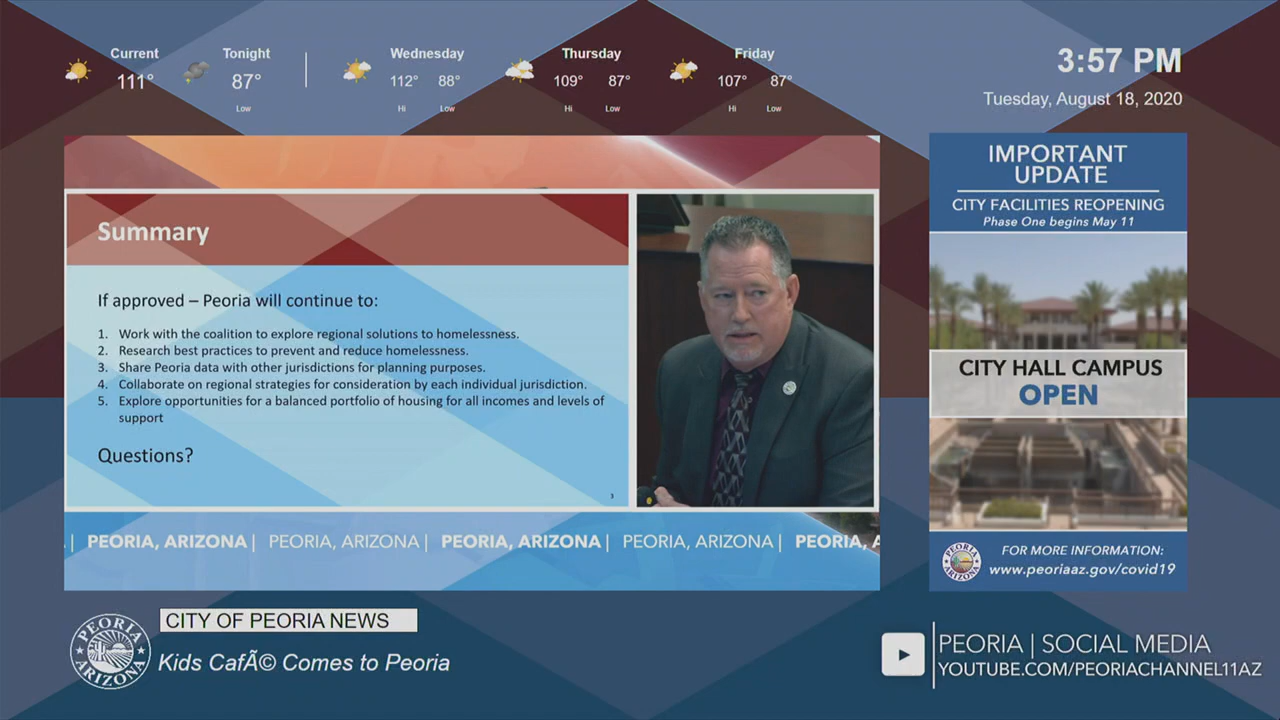 Current
111°
Tonight
87°
Low
Wednesday
112° 88°
Hi Low
Thursday
109° 87°
Hi Low
Friday
107° 87°
Hi Low
3:57 PM
Tuesday, August 18, 2020
Summary
If approved – Peoria will continue to:
1. Work with the coalition to explore regional solutions to homelessness.
2. Research best practices to prevent and reduce homelessness.
3. Share Peoria data with other jurisdictions for planning purposes.
4. Collaborate on regional strategies for consideration by each individual jurisdiction.
5. Explore opportunities for a balanced portfolio of housing for all incomes and levels of
support
Questions?
3
IMPORTANT
UPDATE
CITY FACILITIES REOPENING
Phase One begins May 11
CITY HALL CAMPUS
OPEN
PEORIA
ARIZONA
FOR MORE INFORMATION:
www.peoriaaz.gov/covid19
. | PEORIA, ARIZONA | PEORIA, ARIZONA | PEORIA, ARIZONA | PEORIA, ARIZONA | PEORIA, A
PEORIA
ARIZONA
CITY OF PEORIA NEWS
Kids CafÃ© Comes to Peoria
PEORIA | SOCIAL MEDIA
YOUTUBE.COM/PEORIACHANNEL11AZ